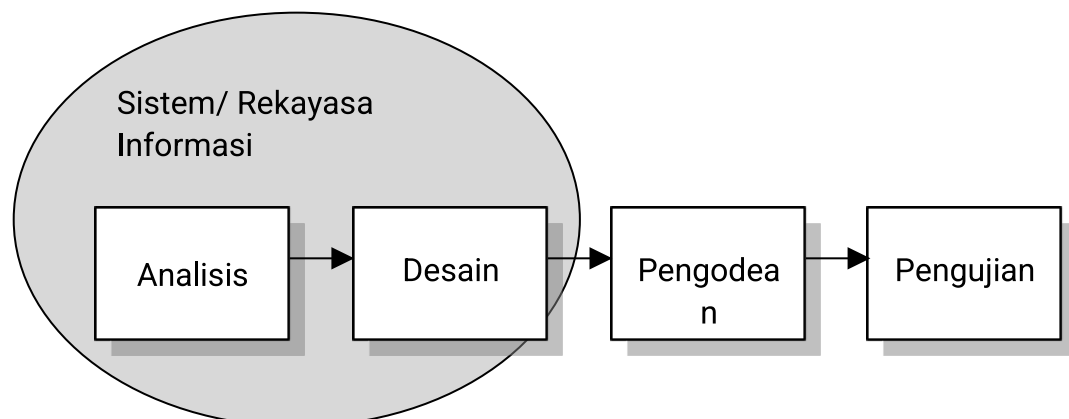 Sistem/ Rekayasa
Informasi
Analisis
Desain
Pengodea
n
Pengujian